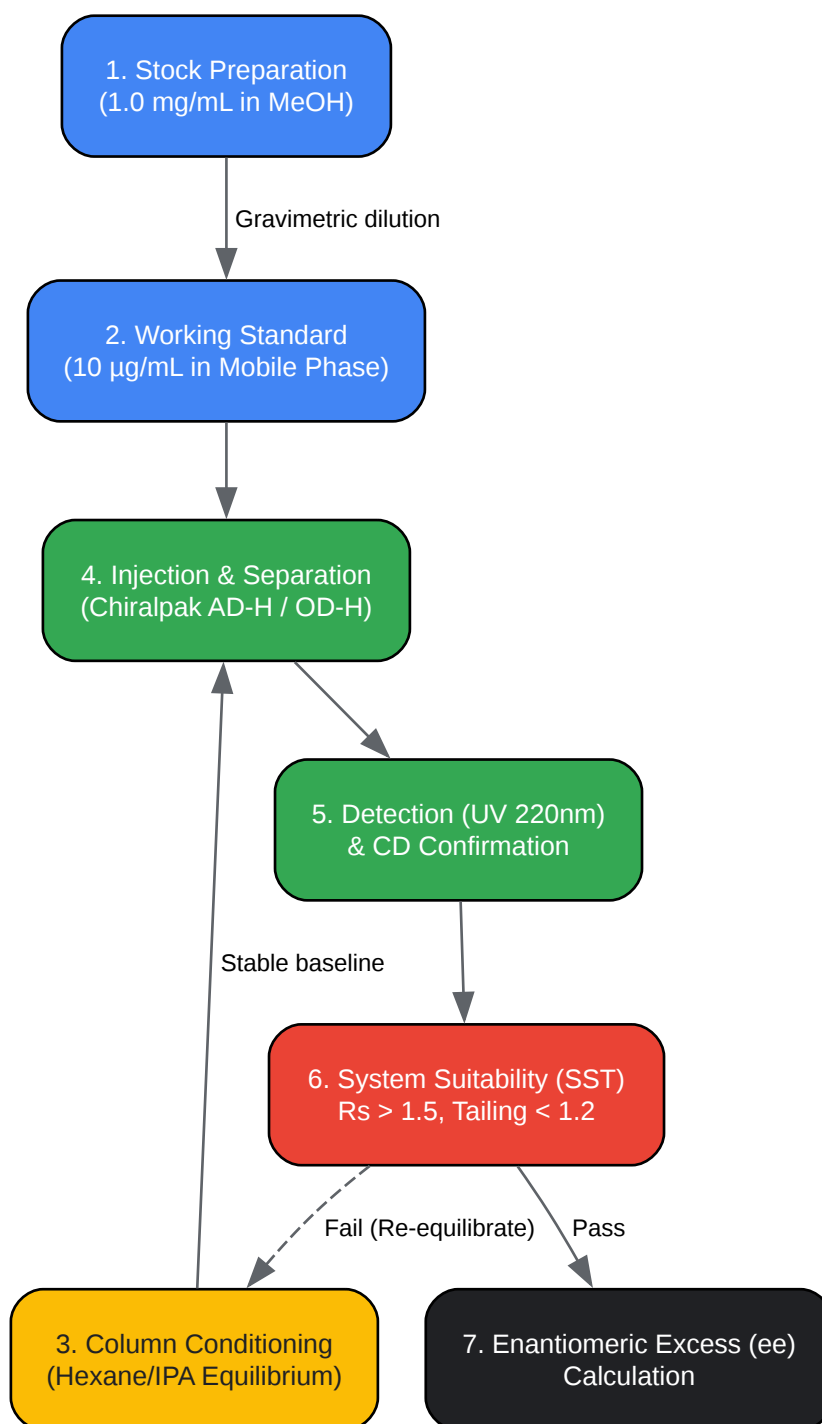 1. Stock Preparation
(1.0 mg/mL in MeOH)
Gravimetric dilution
2. Working Standard
(10 µg/mL in Mobile Phase)
4. Injection & Separation
(Chiralpak AD-H / OD-H)
5. Detection (UV 220nm)
& CD Confirmation
Stable baseline
6. System Suitability (SST)
Rs > 1.5, Tailing < 1.2
Fail (Re-equilibrate)
Pass
3. Column Conditioning
(Hexane/IPA Equilibrium)
7. Enantiomeric Excess (ee)
Calculation